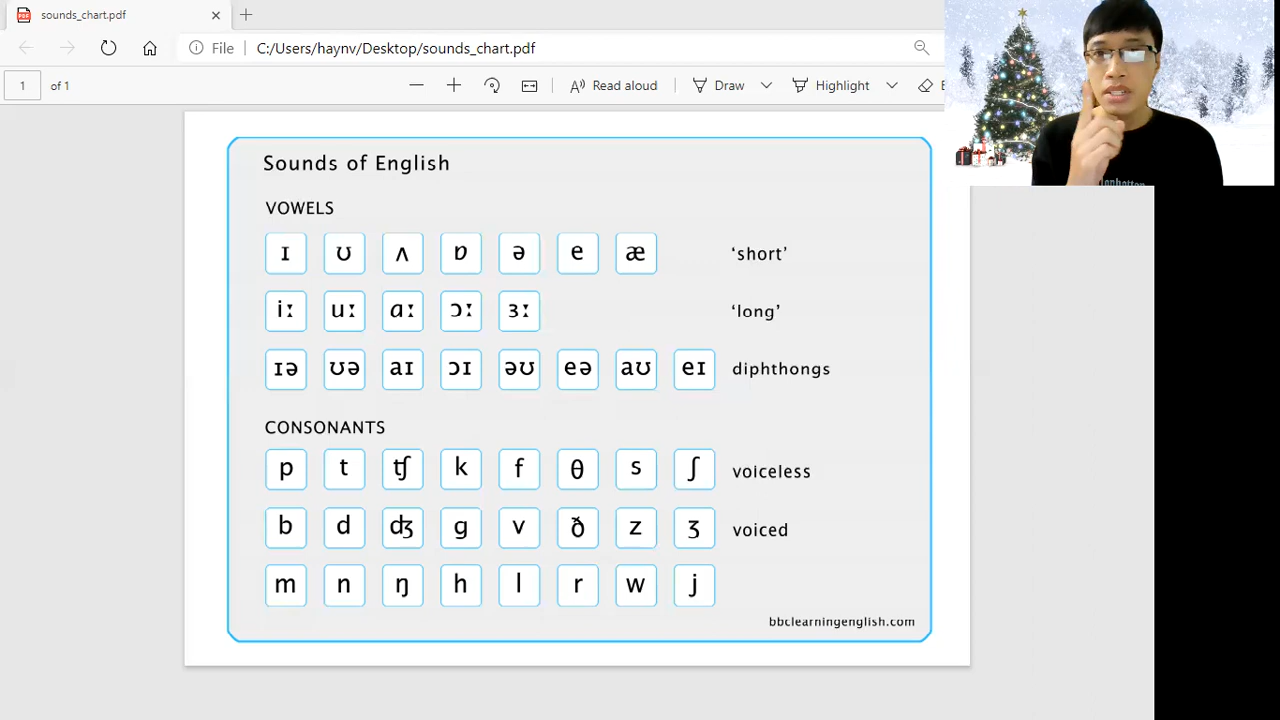 sounds_chart.pdf
File C:/Users/haynv/Desktop/sounds_chart.pdf
1 of 1 Read aloud Draw Highlight
Sounds of English
VOWELS
ɪ ʊ ʌ ɒ ə e æ 'short'
iː uː ɑː ɔː ɜː 'long'
ɪə ʊə aɪ ɔɪ əʊ eə aʊ eɪ diphthongs
CONSONANTS
p t ʧ k f θ s ʃ voiceless
b d ʤ g v ð z ʒ voiced
m n ŋ h l r w j
bbclearningenglish.com